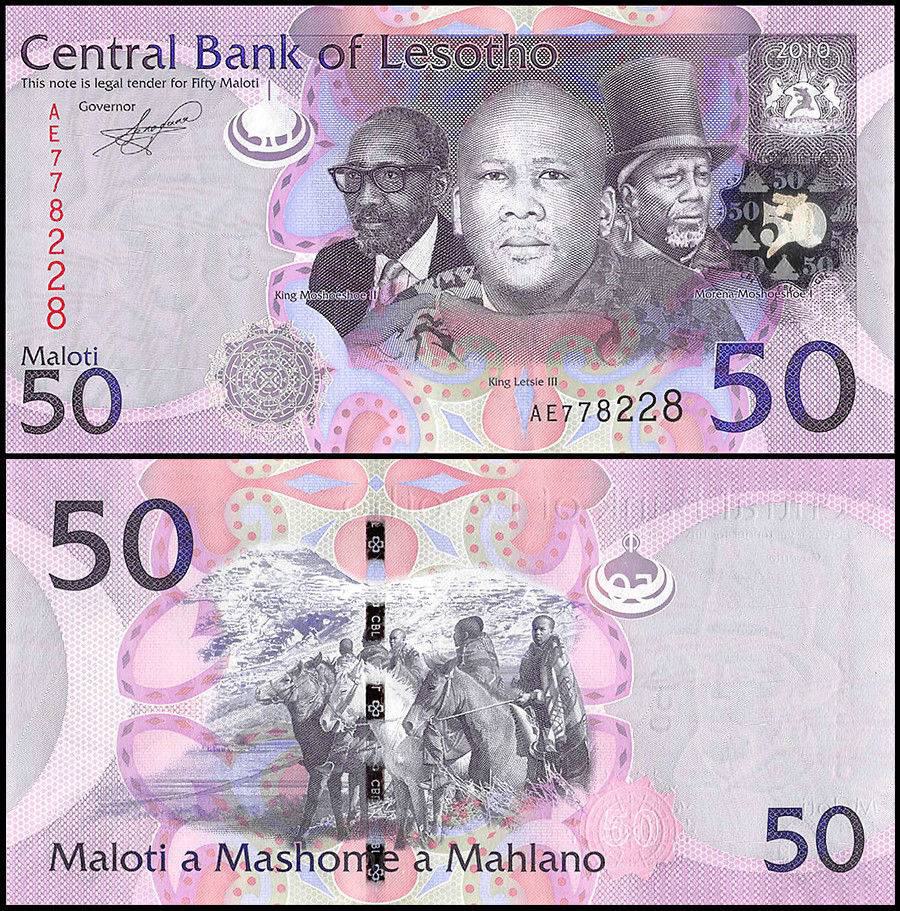 Central Bank of Lesotho
This note is legal tender for Fifty Maloti
Governor
AE778228
2010
50
50
50
50
King Moshoeshoe II
Morena Moshoeshoe I
King Letsie III
Maloti
50
AE778228
50
50
CBL
CBL
Maloti a Mashome a Mahlano
50